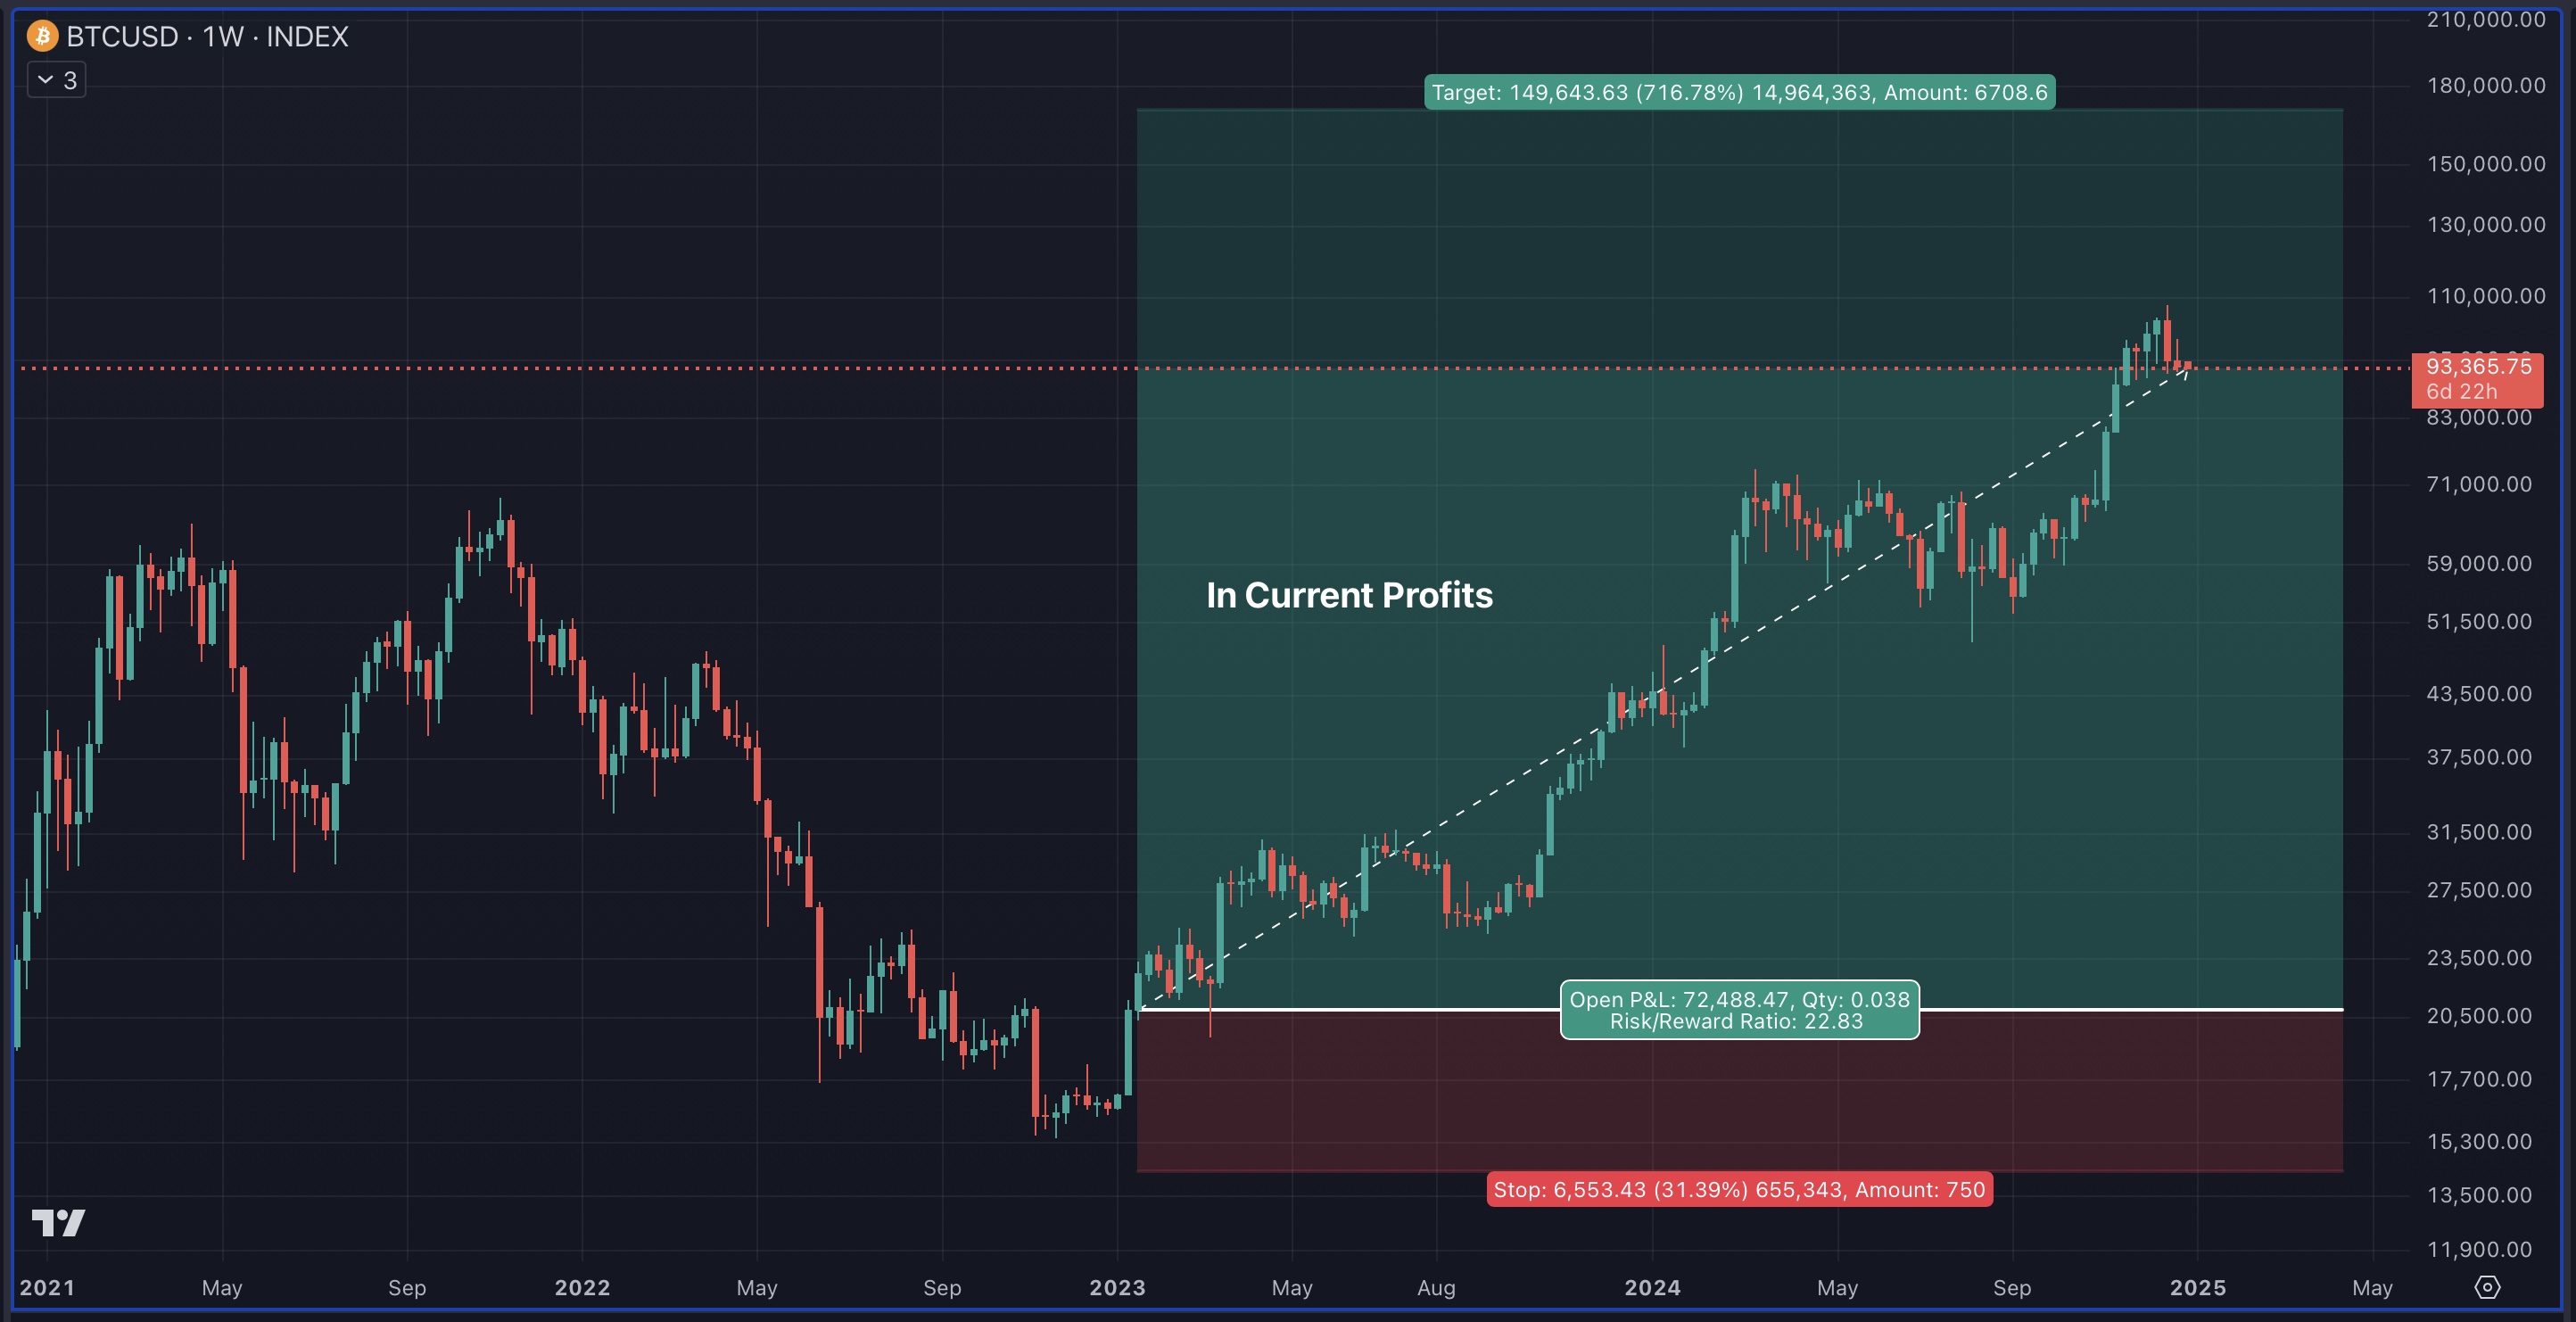 BTCUSD · 1W · INDEX
3
210,000.00
180,000.00
150,000.00
130,000.00
110,000.00
93,365.75
6d 22h
83,000.00
71,000.00
59,000.00
51,500.00
43,500.00
37,500.00
31,500.00
27,500.00
23,500.00
20,500.00
17,700.00
15,300.00
13,500.00
11,900.00
Target: 149,643.63 (716.78%) 14,964,363, Amount: 6708.6
In Current Profits
Open P&L: 72,488.47, Qty: 0.038
Risk/Reward Ratio: 22.83
Stop: 6,553.43 (31.39%) 655,343, Amount: 750
2021 May Sep 2022 May Sep 2023 May Aug 2024 May Sep 2025 May